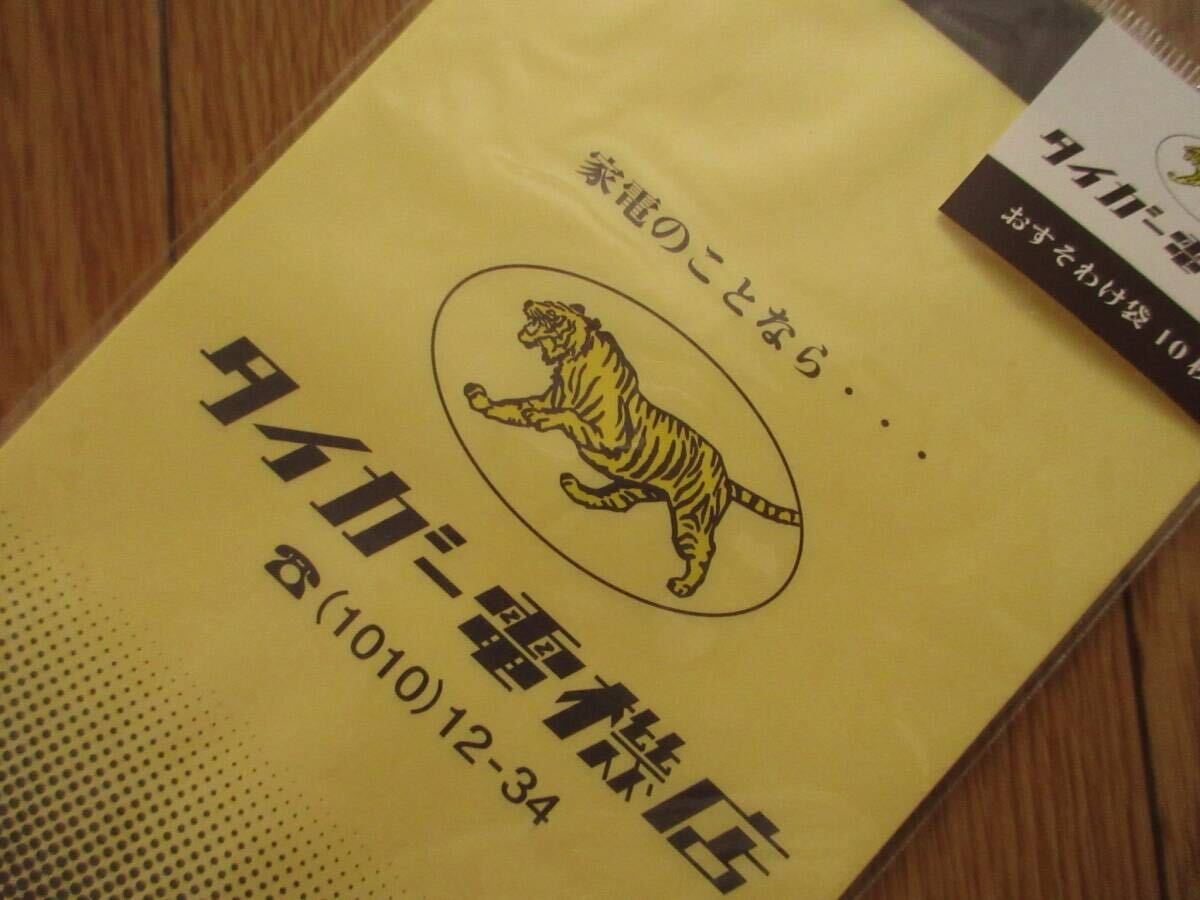 家電のことなら・・・
タイガー電機店
☎(1010)12-34
タイガー電
おすそわけ袋 10